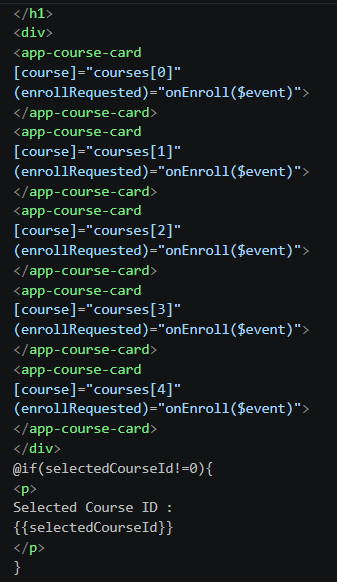 </h1>
<div>
<app-course-card
[course]="courses[0]"
(enrollRequested)="onEnroll($event)">
</app-course-card>
<app-course-card
[course]="courses[1]"
(enrollRequested)="onEnroll($event)">
</app-course-card>
<app-course-card
[course]="courses[2]"
(enrollRequested)="onEnroll($event)">
</app-course-card>
<app-course-card
[course]="courses[3]"
(enrollRequested)="onEnroll($event)">
</app-course-card>
<app-course-card
[course]="courses[4]"
(enrollRequested)="onEnroll($event)">
</app-course-card>
</div>
@if(selectedCourseId!=0){
<p>
Selected Course ID :
{{selectedCourseId}}
</p>
}